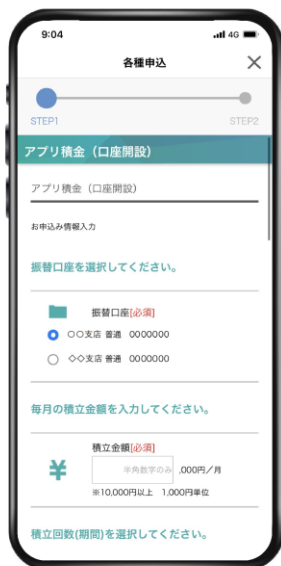 9:04
4G
各種申込
STEP1
STEP2
アプリ積金（口座開設）
アプリ積金（口座開設）
お申込み情報入力
振替口座を選択してください。
振替口座[必須]
○○支店 普通 0000000
◇◇支店 普通 0000000
毎月の積立金額を入力してください。
積立金額[必須]
¥
半角数字のみ ,000円／月
※10,000円以上 1,000円単位
積立回数(期間)を選択してください。